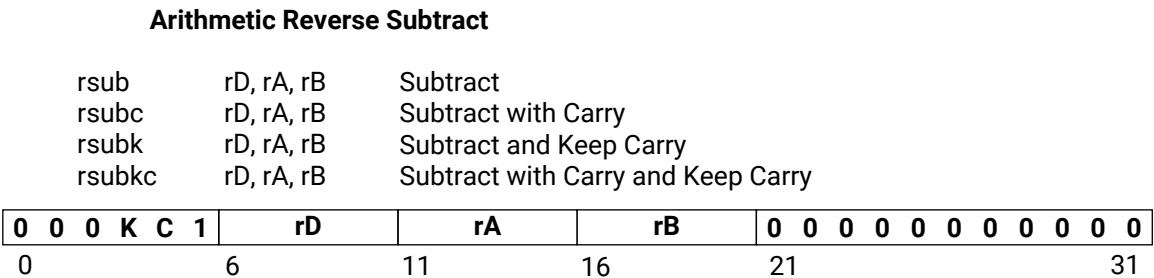 Arithmetic Reverse Subtract
rsub rD, rA, rB Subtract
rsubc rD, rA, rB Subtract with Carry
rsubk rD, rA, rB Subtract and Keep Carry
rsubkc rD, rA, rB Subtract with Carry and Keep Carry
0 0 0 K C 1 rD rA rB 0 0 0 0 0 0 0 0 0 0 0
0 6 11 16 21 31